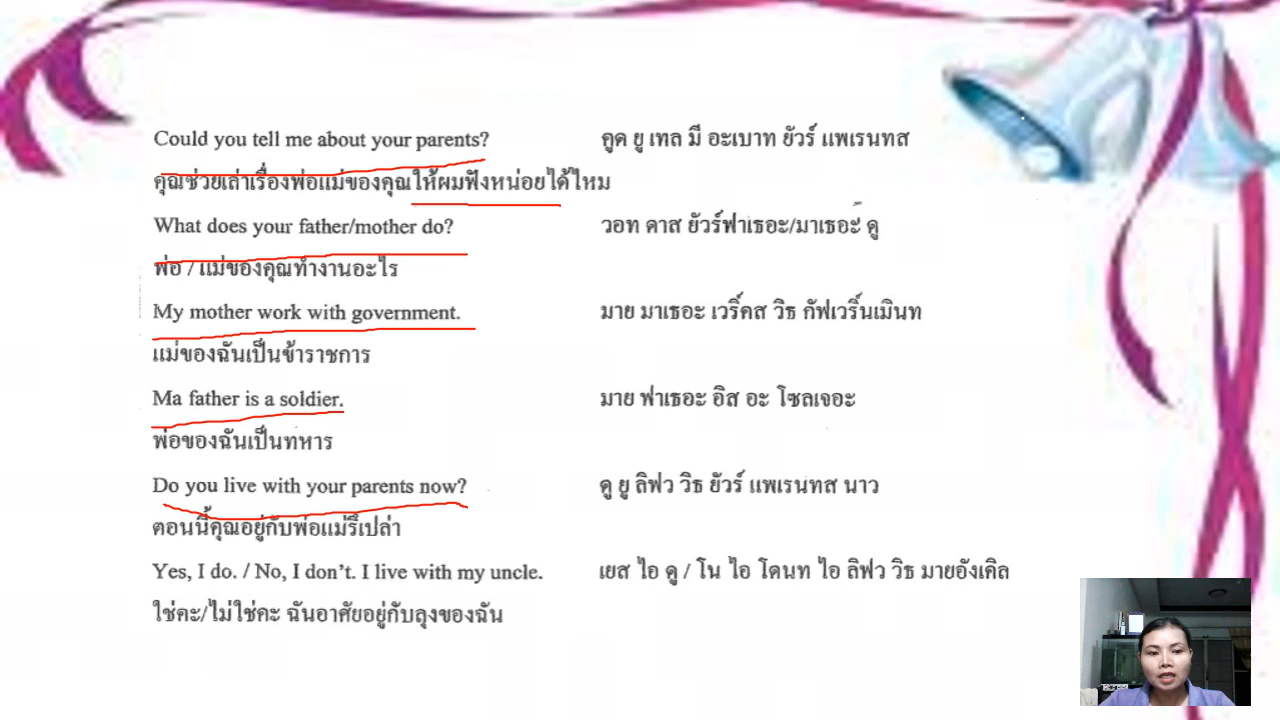 Could you tell me about your parents? คูด ยู เทล มี อะเบาท ยัวร์ แพเรนทส
คุณช่วยเล่าเรื่องพ่อแม่ของคุณให้ผมฟังหน่อยได้ไหม
What does your father/mother do? วอท ดาส ยัวร์ฟาเธอะ/มาเธอะ ดู
พ่อ / แม่ของคุณทำงานอะไร
My mother work with government. มาย มาเธอะ เวริ์คส วิธ กัฟเวริ์นเมินท
แม่ของฉันเป็นข้าราชการ
Ma father is a soldier. มาย ฟาเธอะ อิส อะ โซลเจอะ
พ่อของฉันเป็นทหาร
Do you live with your parents now? ดู ยู ลิฟว วิธ ยัวร์ แพเรนทส นาว
ตอนนี้คุณอยู่กับพ่อแม่รึเปล่า
Yes, I do. / No, I don't. I live with my uncle. เยส ไอ ดู / โน ไอ โดนท ไอ ลิฟว วิธ มายอังเคิล
ใช่คะ/ไม่ใช่คะ ฉันอาศัยอยู่กับลุงของฉัน